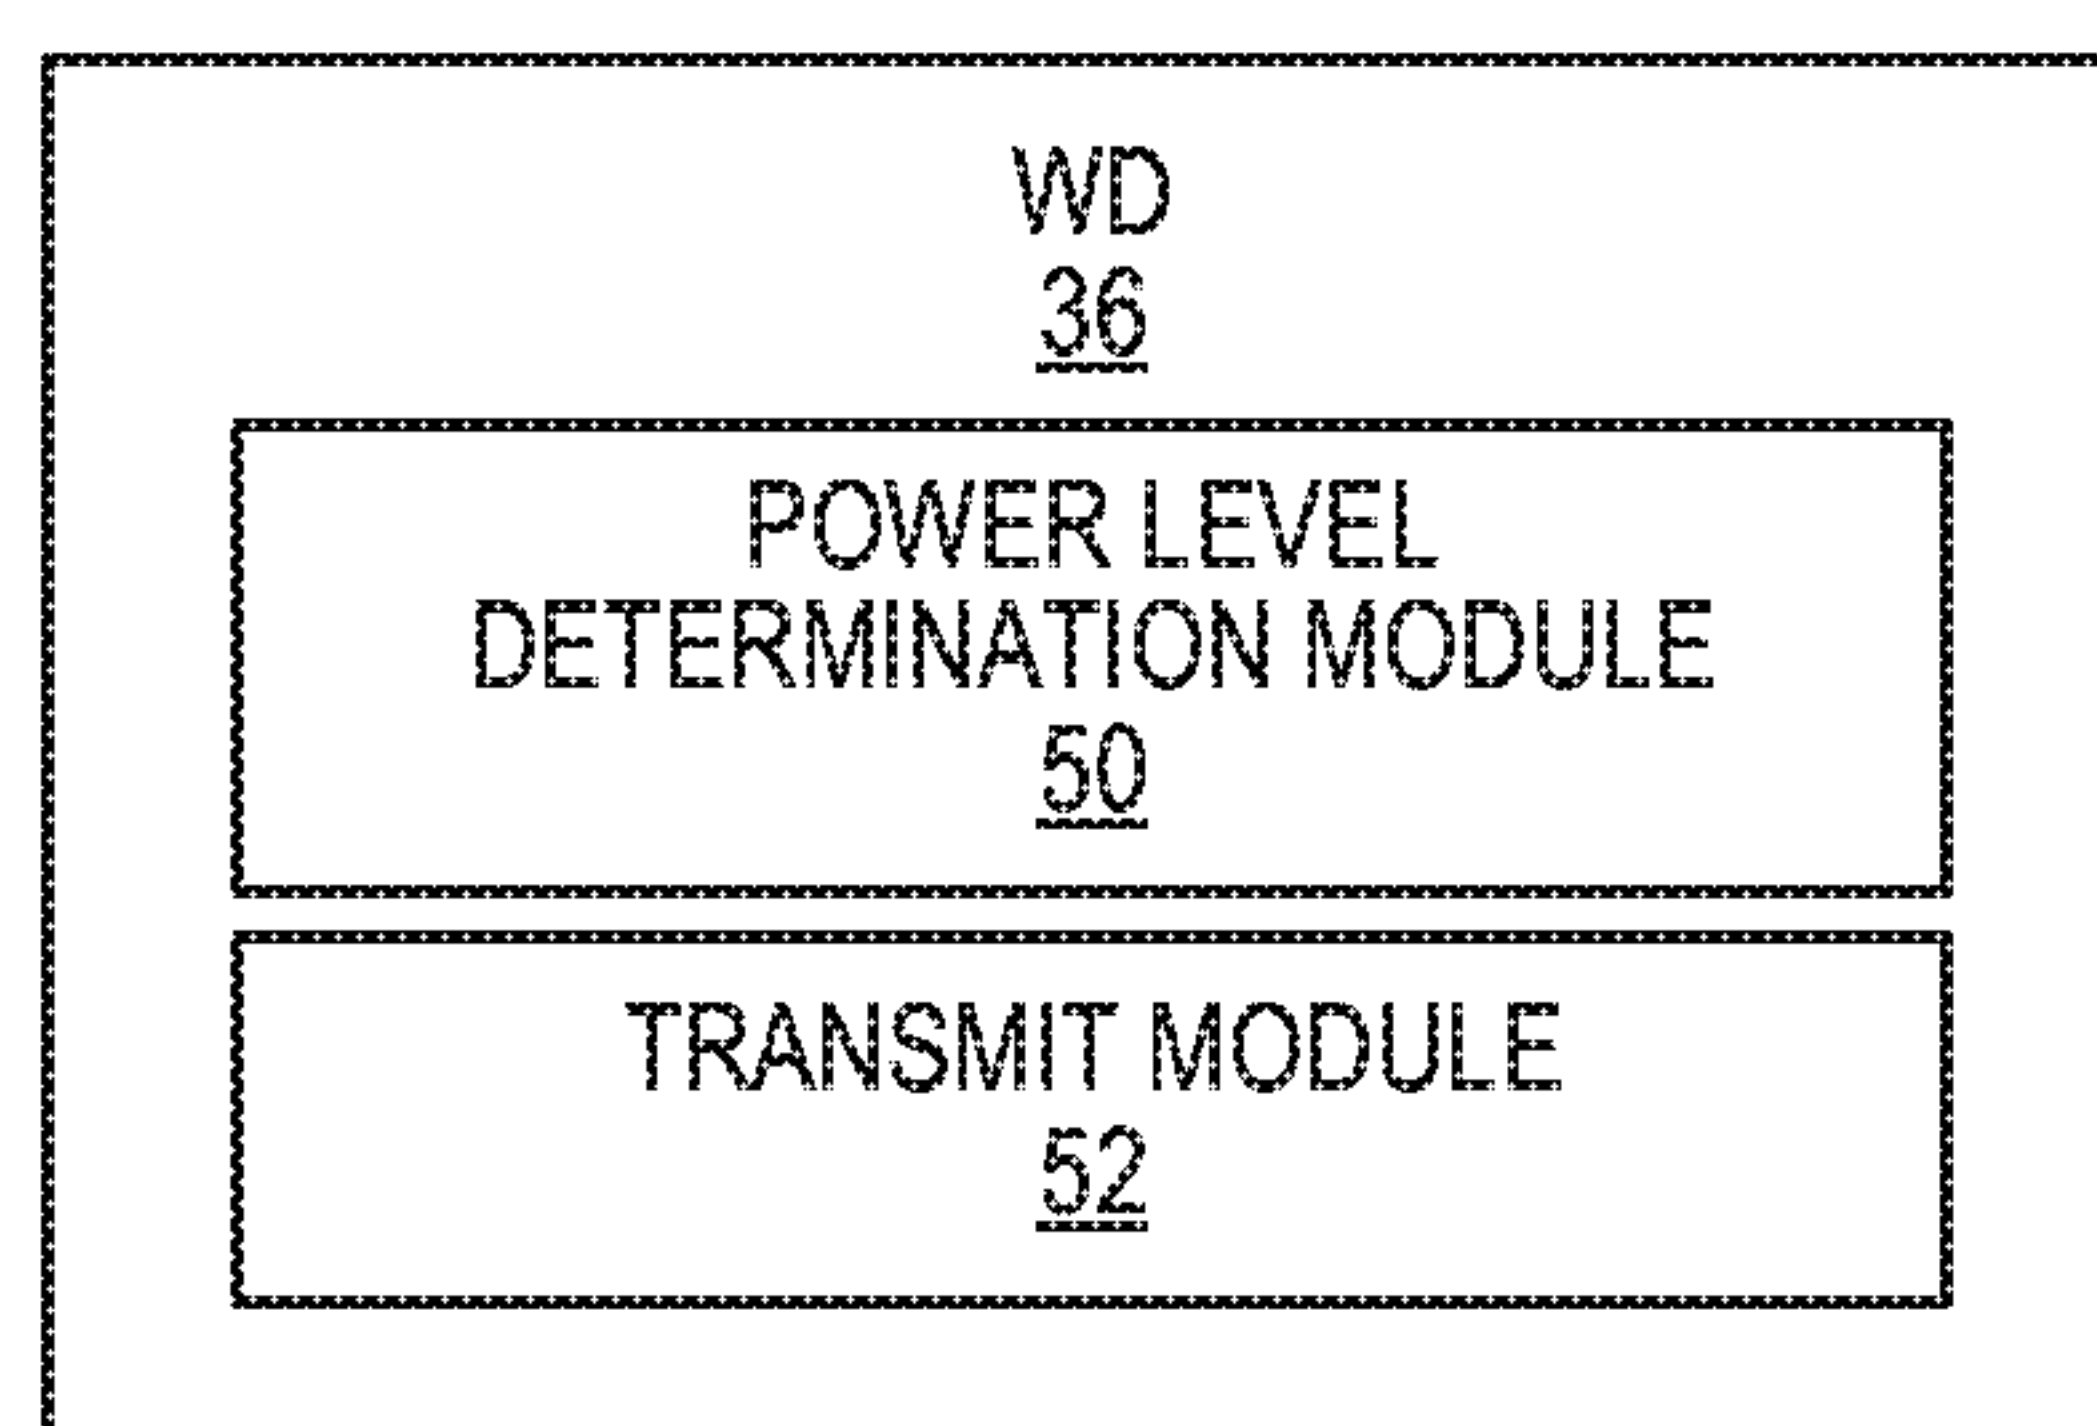 WD
36
POWER LEVEL
DETERMINATION MODULE
50
TRANSMIT MODULE
52